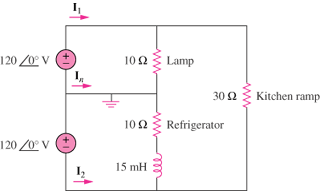 I₁
120 ∠0° V
+
−
10 Ω Lamp
Iₙ
30 Ω Kitchen ramp
10 Ω Refrigerator
120 ∠0° V
+
−
15 mH
I₂